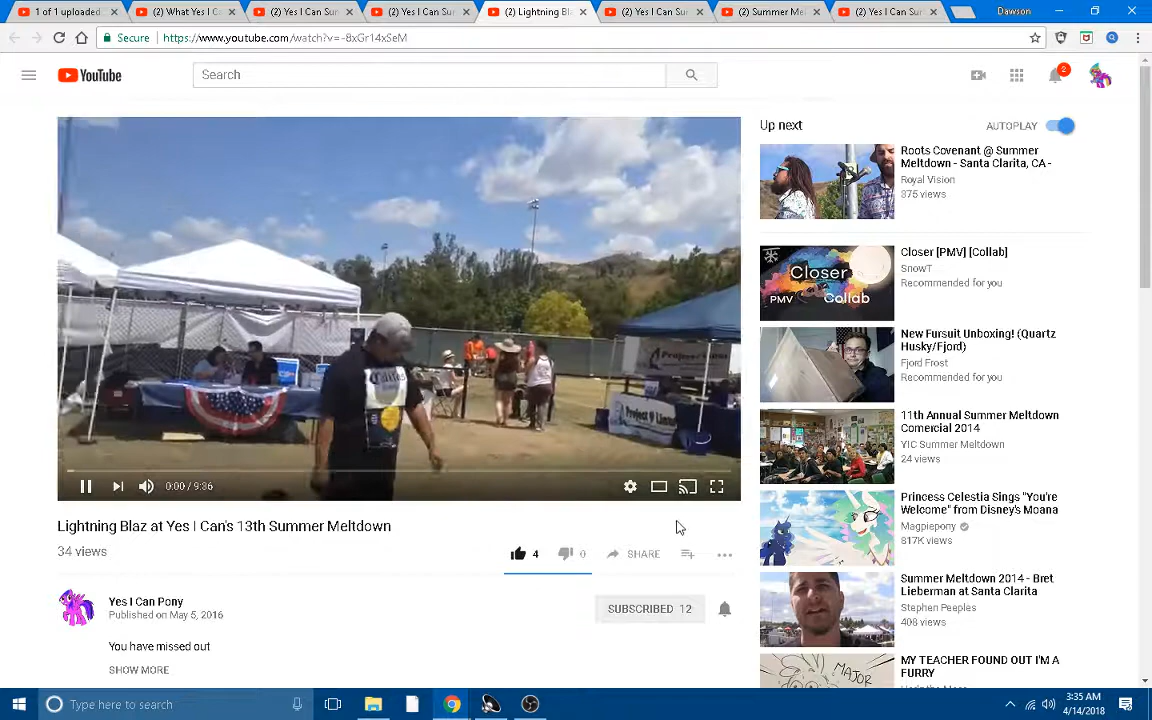 1 of 1 uploaded
(2) What Yes I C
(2) Yes I Can Su
(2) Yes I Can Su
(2) Lightning Bl
(2) Yes I Can Su
(2) Summer Me
(2) Yes I Can Su
Dawson
Secure
https://www.youtube.com/watch?v=-8xGr14xSeM
YouTube
Search
2
Up next
AUTOPLAY
Roots Covenant @ Summer
Meltdown - Santa Clarita, CA -
Royal Vision
375 views
Closer
PMV
Collab
Closer [PMV] [Collab]
SnowT
Recommended for you
New Fursuit Unboxing! (Quartz
Husky/Fjord)
Fjord Frost
Recommended for you
11th Annual Summer Meltdown
Comercial 2014
YIC Summer Meltdown
24 views
Princess Celestia Sings "You're
Welcome" from Disney's Moana
Magpiepony
817K views
Summer Meltdown 2014 - Bret
Lieberman at Santa Clarita
Stephen Peeples
408 views
MAJOR
MY TEACHER FOUND OUT I'M A
FURRY
0:00 / 9:36
Lightning Blaz at Yes I Can's 13th Summer Meltdown
34 views
4
0
SHARE
Yes I Can Pony
Published on May 5, 2016
SUBSCRIBED 12
You have missed out
SHOW MORE
Type here to search
3:35 AM
4/14/2018